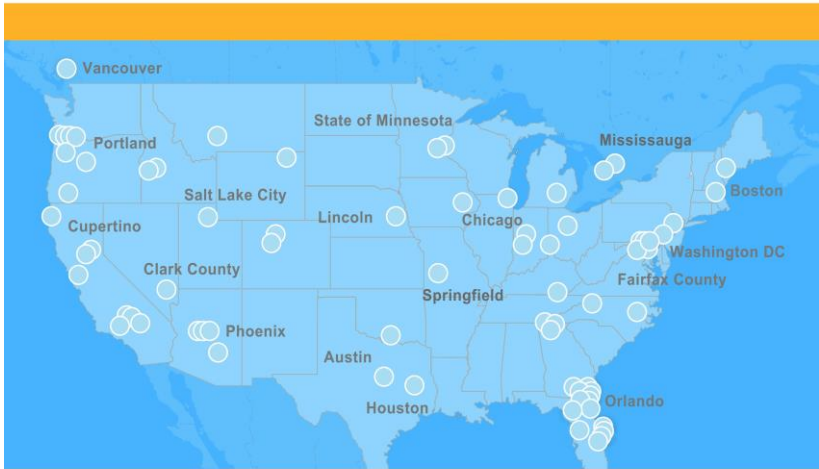 Vancouver
State of Minnesota
Portland
Mississauga
Salt Lake City
Lincoln
Boston
Chicago
Cupertino
Washington DC
Clark County
Fairfax County
Springfield
Phoenix
Austin
Orlando
Houston